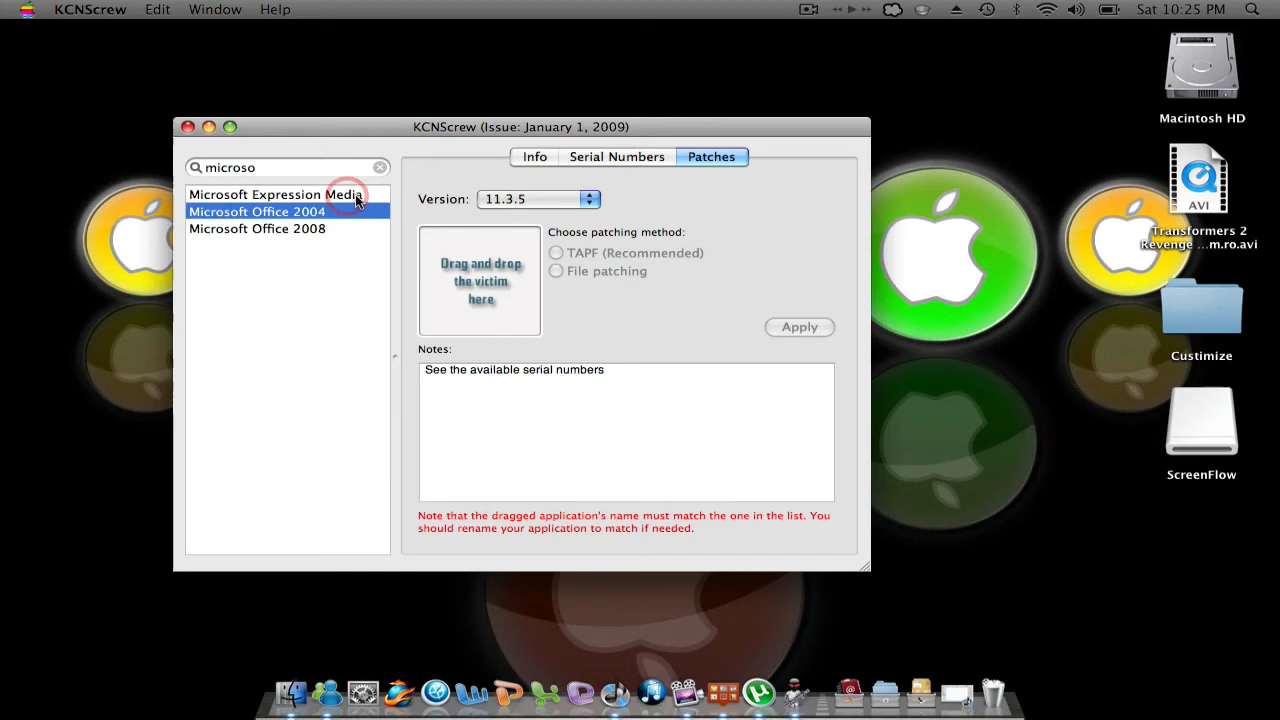 KCNScrew Edit Window Help
Sat 10:25 PM
KCNScrew (Issue: January 1, 2009)
microso
Microsoft Expression Media
Microsoft Office 2004
Microsoft Office 2008
Info Serial Numbers Patches
Version: 11.3.5
Drag and drop
the victim
here
Choose patching method:
TAPF (Recommended)
File patching
Apply
Notes:
See the available serial numbers
Note that the dragged application's name must match the one in the list. You
should rename your application to match if needed.
Macintosh HD
AVI
Transformers 2
Revenge ...m.ro.avi
Custimize
ScreenFlow